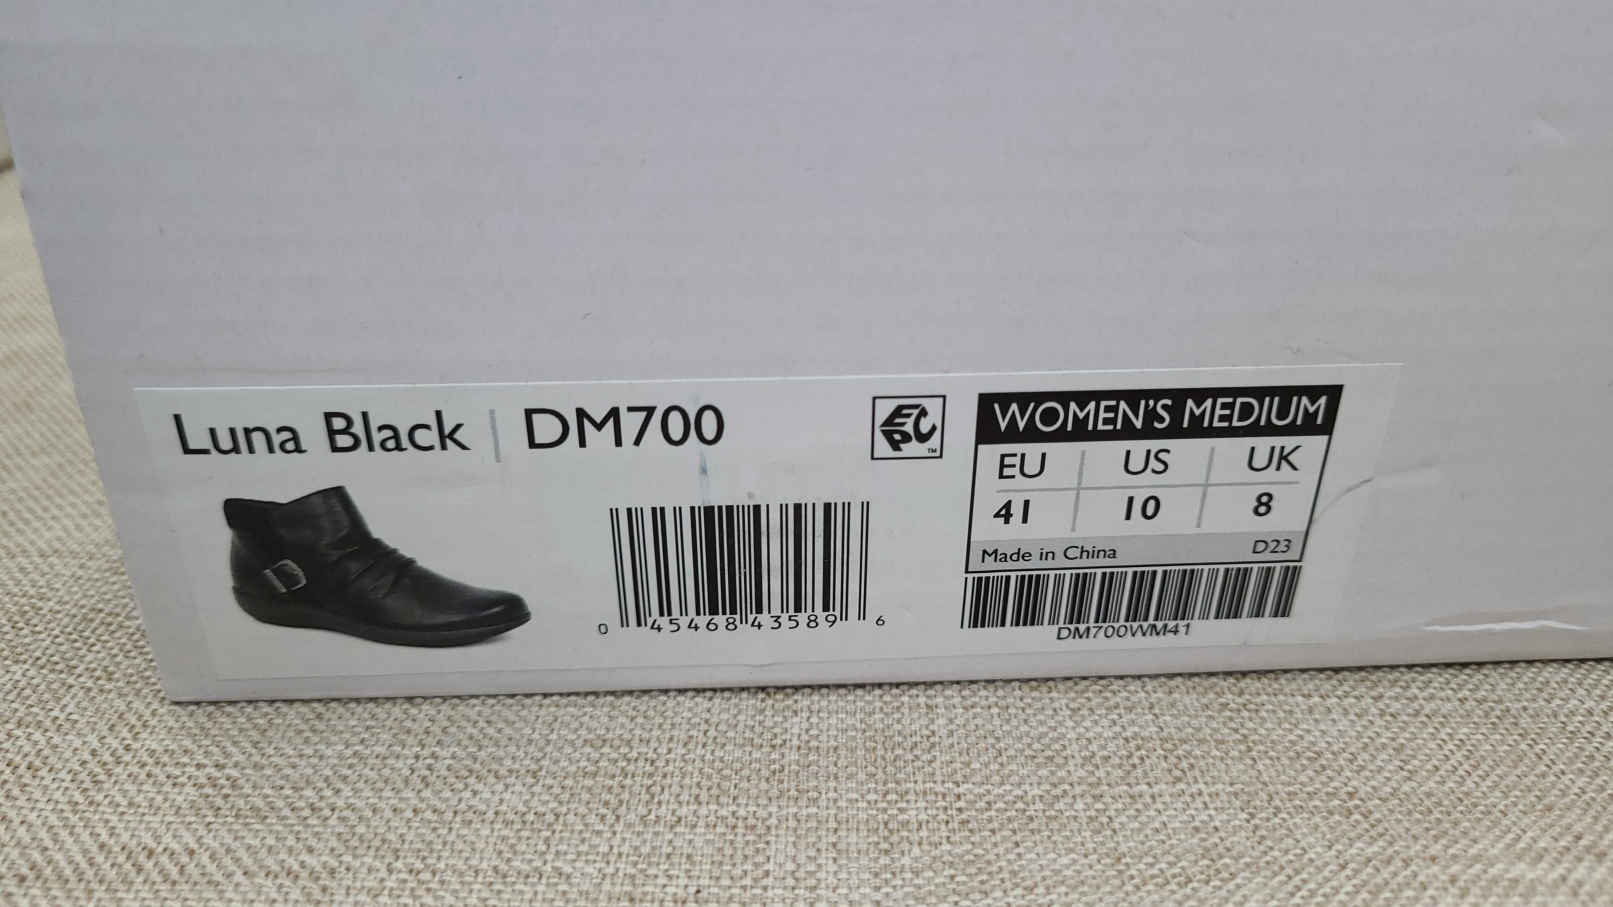 Luna Black | DM700
EPC™
WOMEN'S MEDIUM
EU | US | UK
41 | 10 | 8
Made in China D23
0 45468 43589 6
DM700WM41